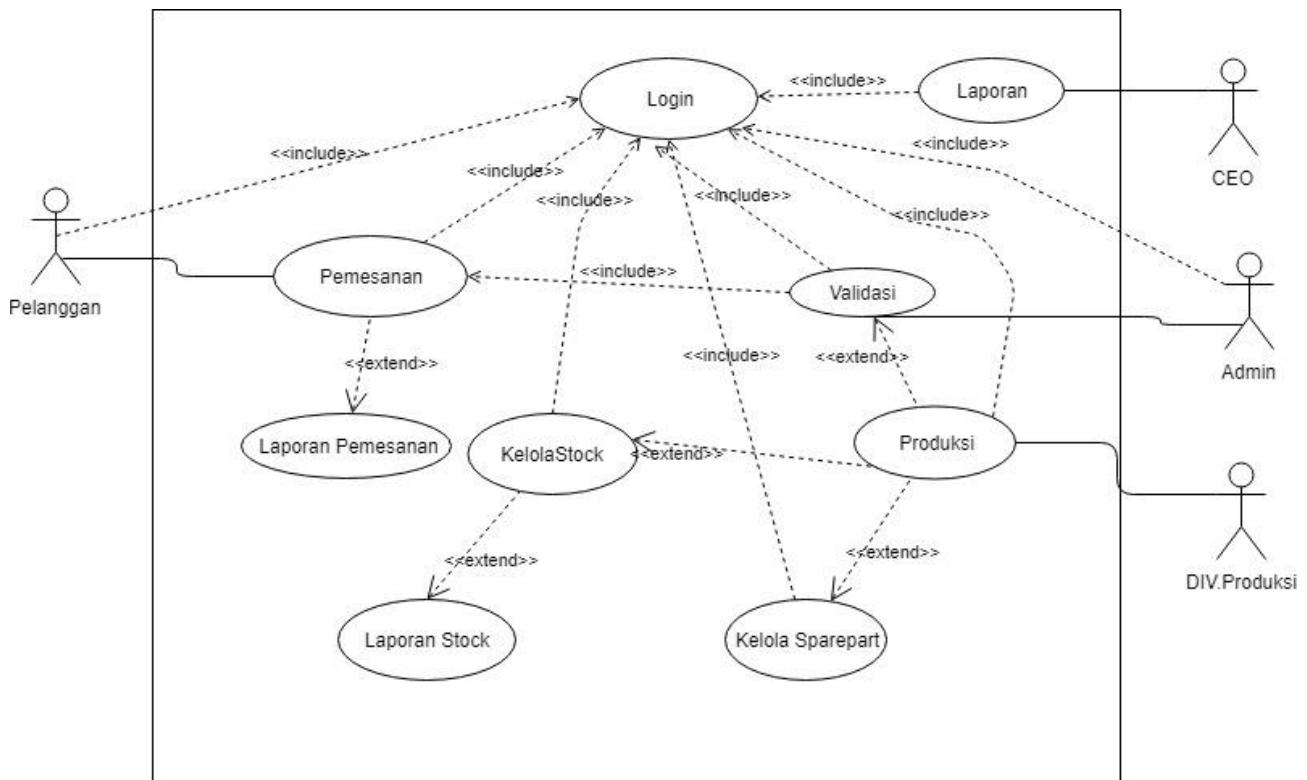 Login
<<include>>
Laporan
CEO
<<include>>
<<include>>
<<include>>
<<include>>
<<include>>
<<include>>
<<include>>
Pelanggan
Pemesanan
<<include>>
Validasi
<<extend>>
<<include>>
<<extend>>
Admin
Laporan Pemesanan
KelolaStock
<<extend>>
Produksi
<<extend>>
<<extend>>
DIV.Produksi
Laporan Stock
Kelola Sparepart